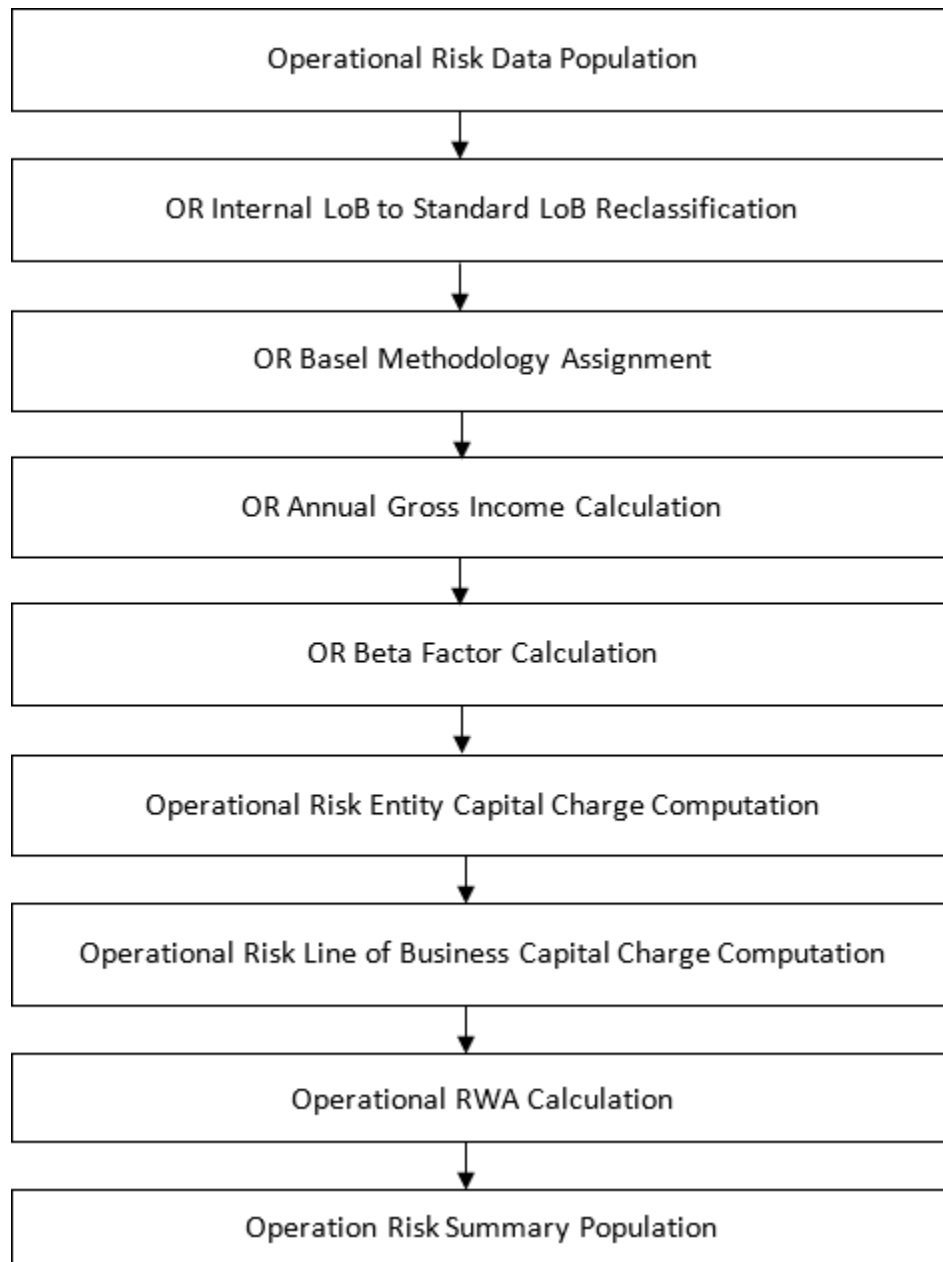 Operational Risk Data Population
OR Internal LoB to Standard LoB Reclassification
OR Basel Methodology Assignment
OR Annual Gross Income Calculation
OR Beta Factor Calculation
Operational Risk Entity Capital Charge Computation
Operational Risk Line of Business Capital Charge Computation
Operational RWA Calculation
Operation Risk Summary Population